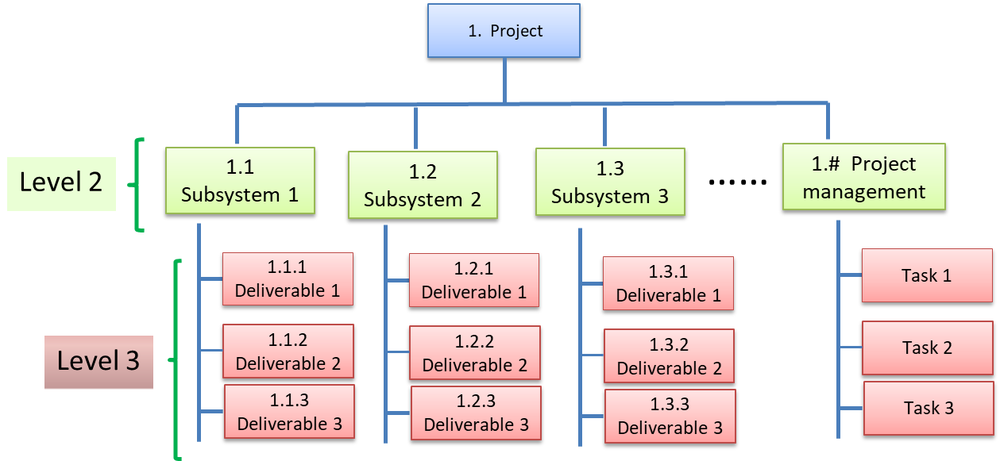 1. Project
Level 2
1.1
Subsystem 1
1.2
Subsystem 2
1.3
Subsystem 3
......
1.# Project
management
Level 3
1.1.1
Deliverable 1
1.1.2
Deliverable 2
1.1.3
Deliverable 3
1.2.1
Deliverable 1
1.2.2
Deliverable 2
1.2.3
Deliverable 3
1.3.1
Deliverable 1
1.3.2
Deliverable 2
1.3.3
Deliverable 3
Task 1
Task 2
Task 3